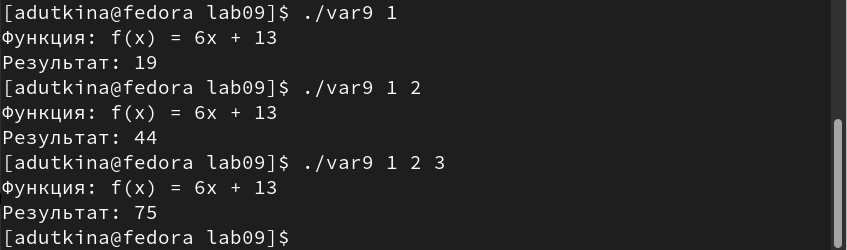 [adutkina@fedora lab09]$ ./var9 1
Функция: f(x) = 6x + 13
Результат: 19
[adutkina@fedora lab09]$ ./var9 1 2
Функция: f(x) = 6x + 13
Результат: 44
[adutkina@fedora lab09]$ ./var9 1 2 3
Функция: f(x) = 6x + 13
Результат: 75
[adutkina@fedora lab09]$